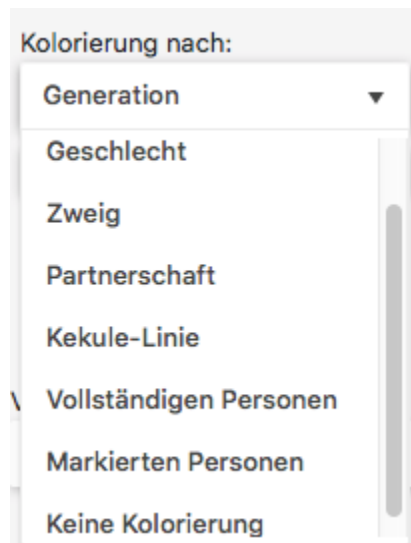 Kolorierung nach:
Generation
Geschlecht
Zweig
Partnerschaft
Kekule-Linie
Vollständigen Personen
Markierten Personen
Keine Kolorierung